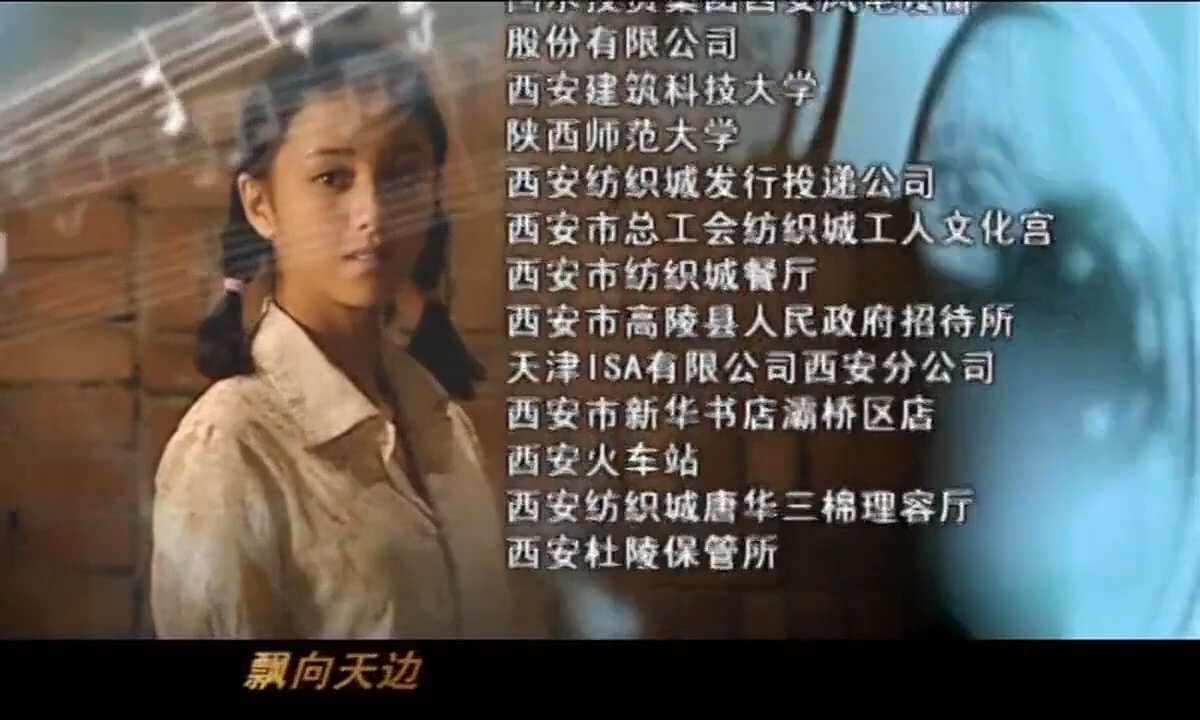 股份有限公司
西安建筑科技大学
陕西师范大学
西安纺织城发行投递公司
西安市总工会纺织城工人文化宫
西安市纺织城餐厅
西安市高陵县人民政府招待所
天津ISA有限公司西安分公司
西安市新华书店灞桥区店
西安火车站
西安纺织城唐华三棉理容厅
西安杜陵保管所
飘向天边